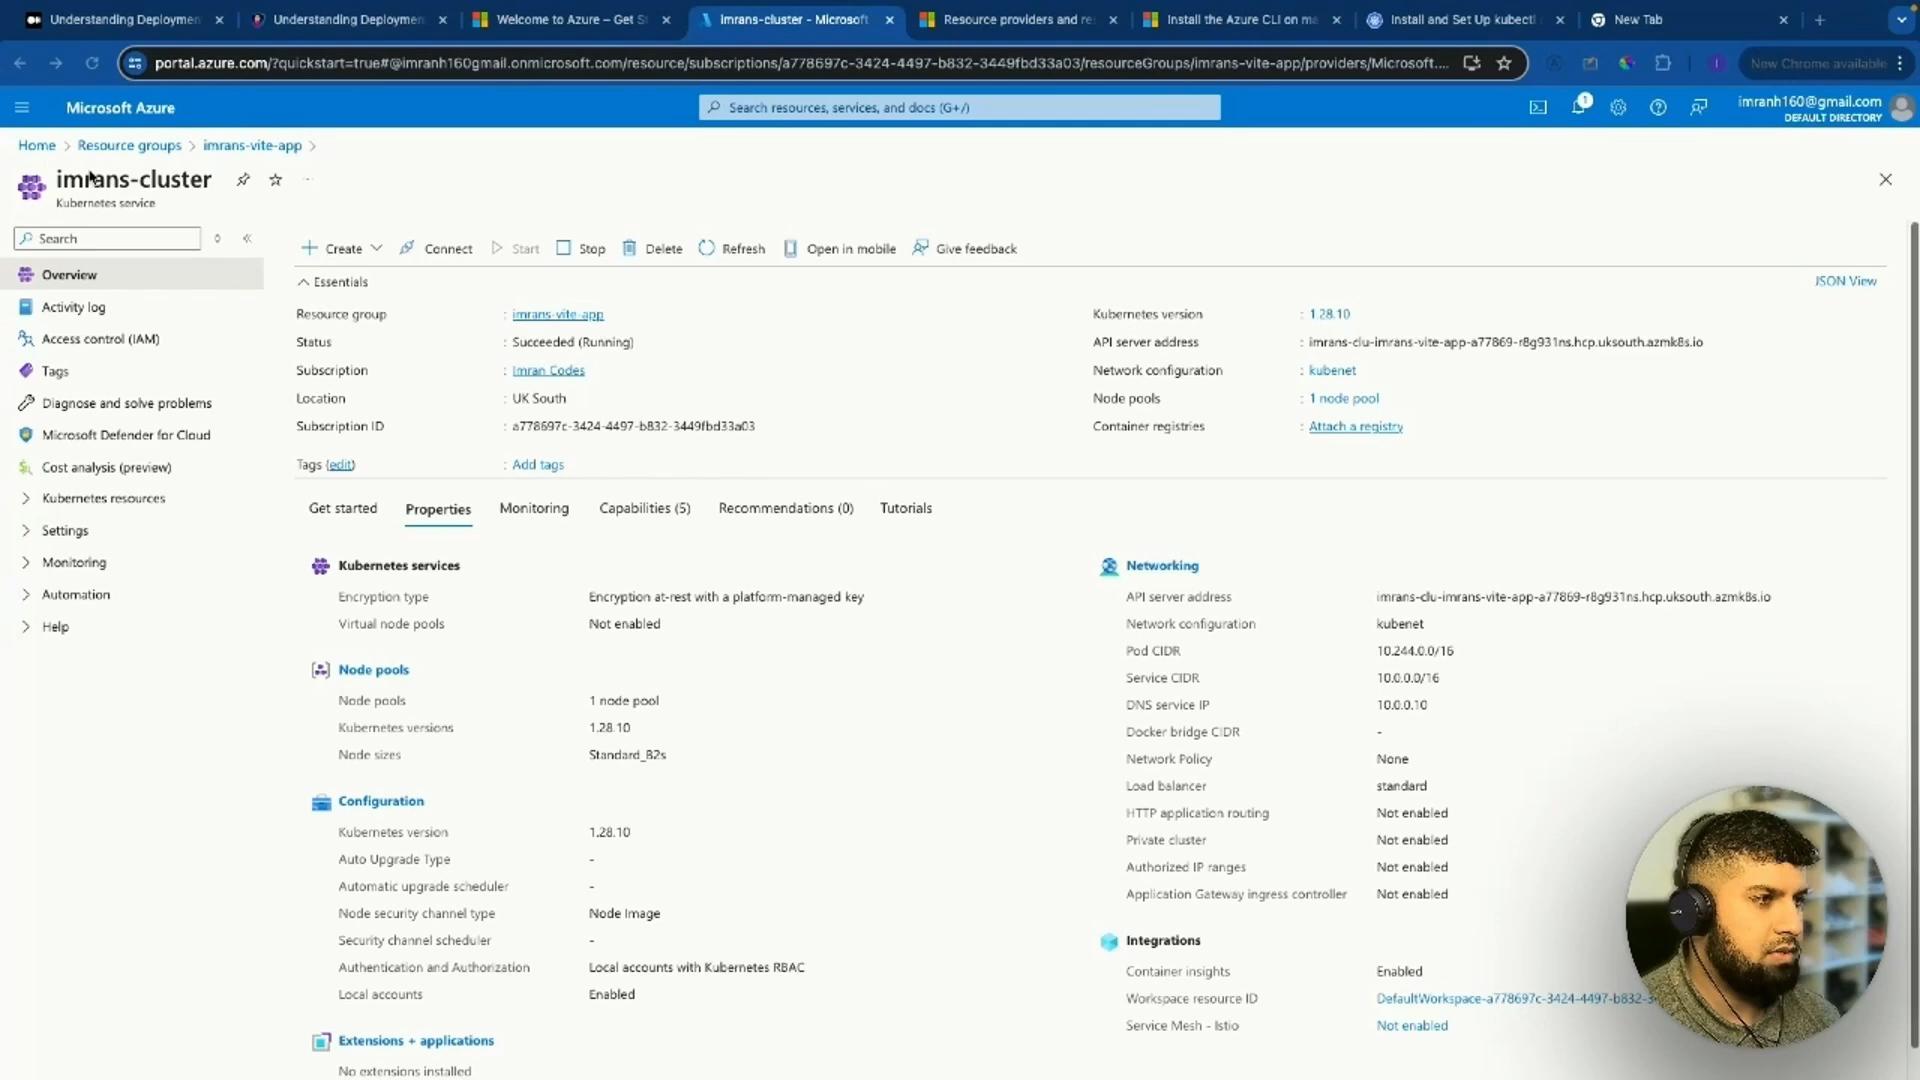 Understanding Deploymen
Understanding Deploymen
Welcome to Azure – Get St
imrans-cluster - Microsoft
Resource providers and re
Install the Azure CLI on ma
Install and Set Up kubectl
New Tab
portal.azure.com/?quickstart=true#@imranh160gmail.onmicrosoft.com/resource/subscriptions/a778697c-3424-4497-b832-3449fbd33a03/resourceGroups/imrans-vite-app/providers/Microsoft....
New Chrome available
Microsoft Azure
Search resources, services, and docs (G+/)
1
imranh160@gmail.com
DEFAULT DIRECTORY
Home > Resource groups > imrans-vite-app >
imrans-cluster
Kubernetes service
Search
Overview
Activity log
Access control (IAM)
Tags
Diagnose and solve problems
Microsoft Defender for Cloud
Cost analysis (preview)
Kubernetes resources
Settings
Monitoring
Automation
Help
Create
Connect
Start
Stop
Delete
Refresh
Open in mobile
Give feedback
Essentials
JSON View
Resource group : imrans-vite-app
Status : Succeeded (Running)
Subscription : Imran Codes
Location : UK South
Subscription ID : a778697c-3424-4497-b832-3449fbd33a03
Tags (edit) : Add tags
Kubernetes version : 1.28.10
API server address : imrans-clu-imrans-vite-app-a77869-r8g931ns.hcp.uksouth.azmk8s.io
Network configuration : kubenet
Node pools : 1 node pool
Container registries : Attach a registry
Get started
Properties
Monitoring
Capabilities (5)
Recommendations (0)
Tutorials
Kubernetes services
Encryption type Encryption at-rest with a platform-managed key
Virtual node pools Not enabled
Node pools
Node pools 1 node pool
Kubernetes versions 1.28.10
Node sizes Standard_B2s
Configuration
Kubernetes version 1.28.10
Auto Upgrade Type -
Automatic upgrade scheduler -
Node security channel type Node Image
Security channel scheduler -
Authentication and Authorization Local accounts with Kubernetes RBAC
Local accounts Enabled
Extensions + applications
No extensions installed
Networking
API server address imrans-clu-imrans-vite-app-a77869-r8g931ns.hcp.uksouth.azmk8s.io
Network configuration kubenet
Pod CIDR 10.244.0.0/16
Service CIDR 10.0.0.0/16
DNS service IP 10.0.0.10
Docker bridge CIDR -
Network Policy None
Load balancer standard
HTTP application routing Not enabled
Private cluster Not enabled
Authorized IP ranges Not enabled
Application Gateway ingress controller Not enabled
Integrations
Container insights Enabled
Workspace resource ID DefaultWorkspace-a778697c-3424-4497-b832-3
Service Mesh - Istio Not enabled